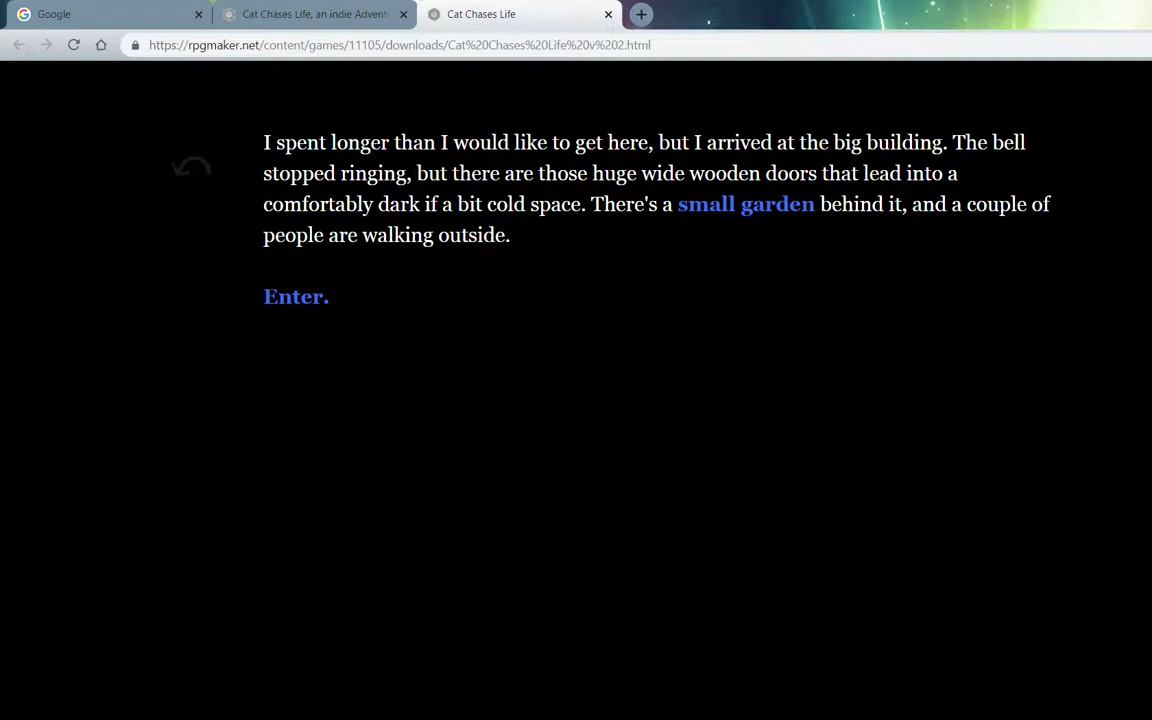 Google
Cat Chases Life, an indie Advent
Cat Chases Life
https://rpgmaker.net/content/games/11105/downloads/Cat%20Chases%20Life%20v%202.html
I spent longer than I would like to get here, but I arrived at the big building. The bell
stopped ringing, but there are those huge wide wooden doors that lead into a
comfortably dark if a bit cold space. There's a small garden behind it, and a couple of
people are walking outside.
Enter.